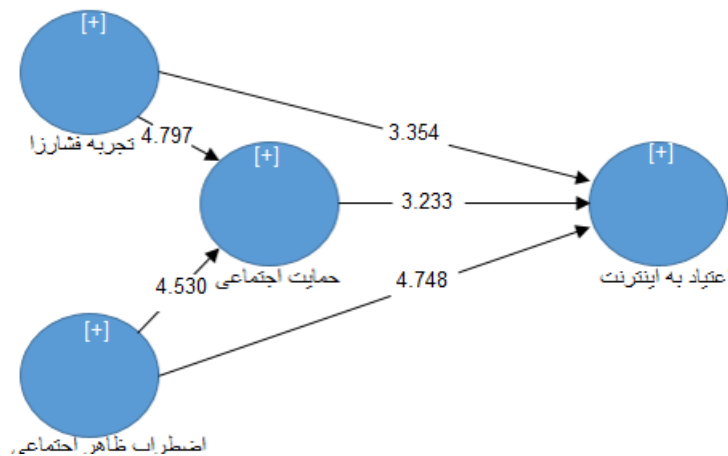 [+]
تجربه فشارزا
4.797
3.354
[+]
حمایت اجتماعی
3.233
[+]
عتیاد به اینترنت
4.530
4.748
[+]
اضطراب ظاهر اجتماعی